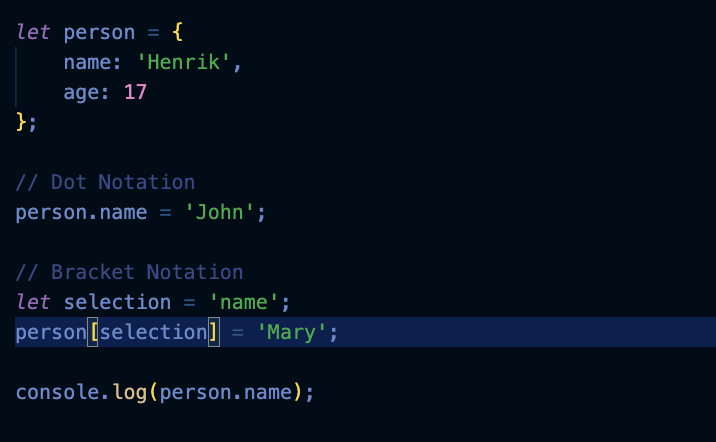 let person = {
    name: 'Henrik',
    age: 17
};

// Dot Notation
person.name = 'John';

// Bracket Notation
let selection = 'name';
person[selection] = 'Mary';

console.log(person.name);